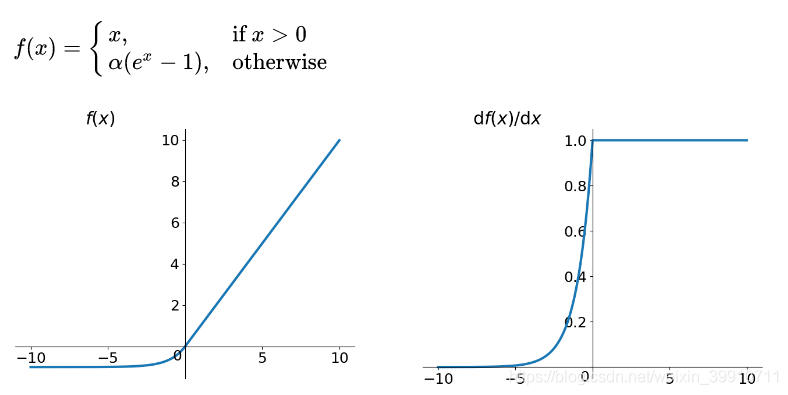 f(x) = { x, if x > 0
α(eˣ − 1), otherwise
f(x)
10
8
6
4
2
−10 −5 0 5 10
df(x)/dx
1.0
0.8
0.6
0.4
0.2
−10 −5 0 5 10